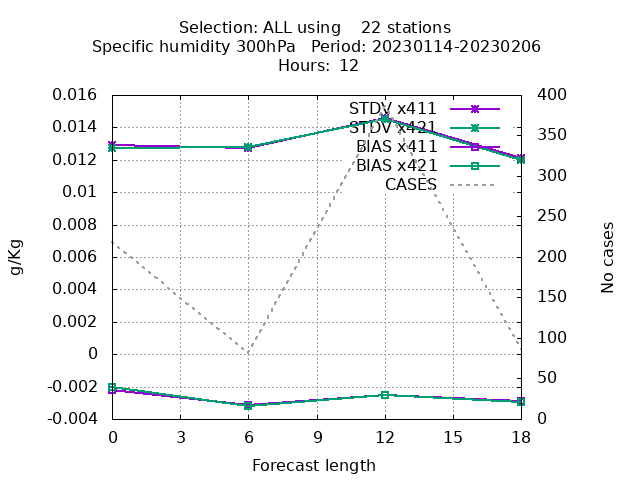 Selection: ALL using    22 stations
Specific humidity 300hPa   Period: 20230114-20230206
Hours:  12
0.016
0.014
0.012
0.01
0.008
0.006
0.004
0.002
0
-0.002
-0.004
g/Kg
STDV x411
STDV x421
BIAS x411
BIAS x421
CASES
400
350
300
250
200
150
100
50
0
No cases
0 3 6 9 12 15 18
Forecast length